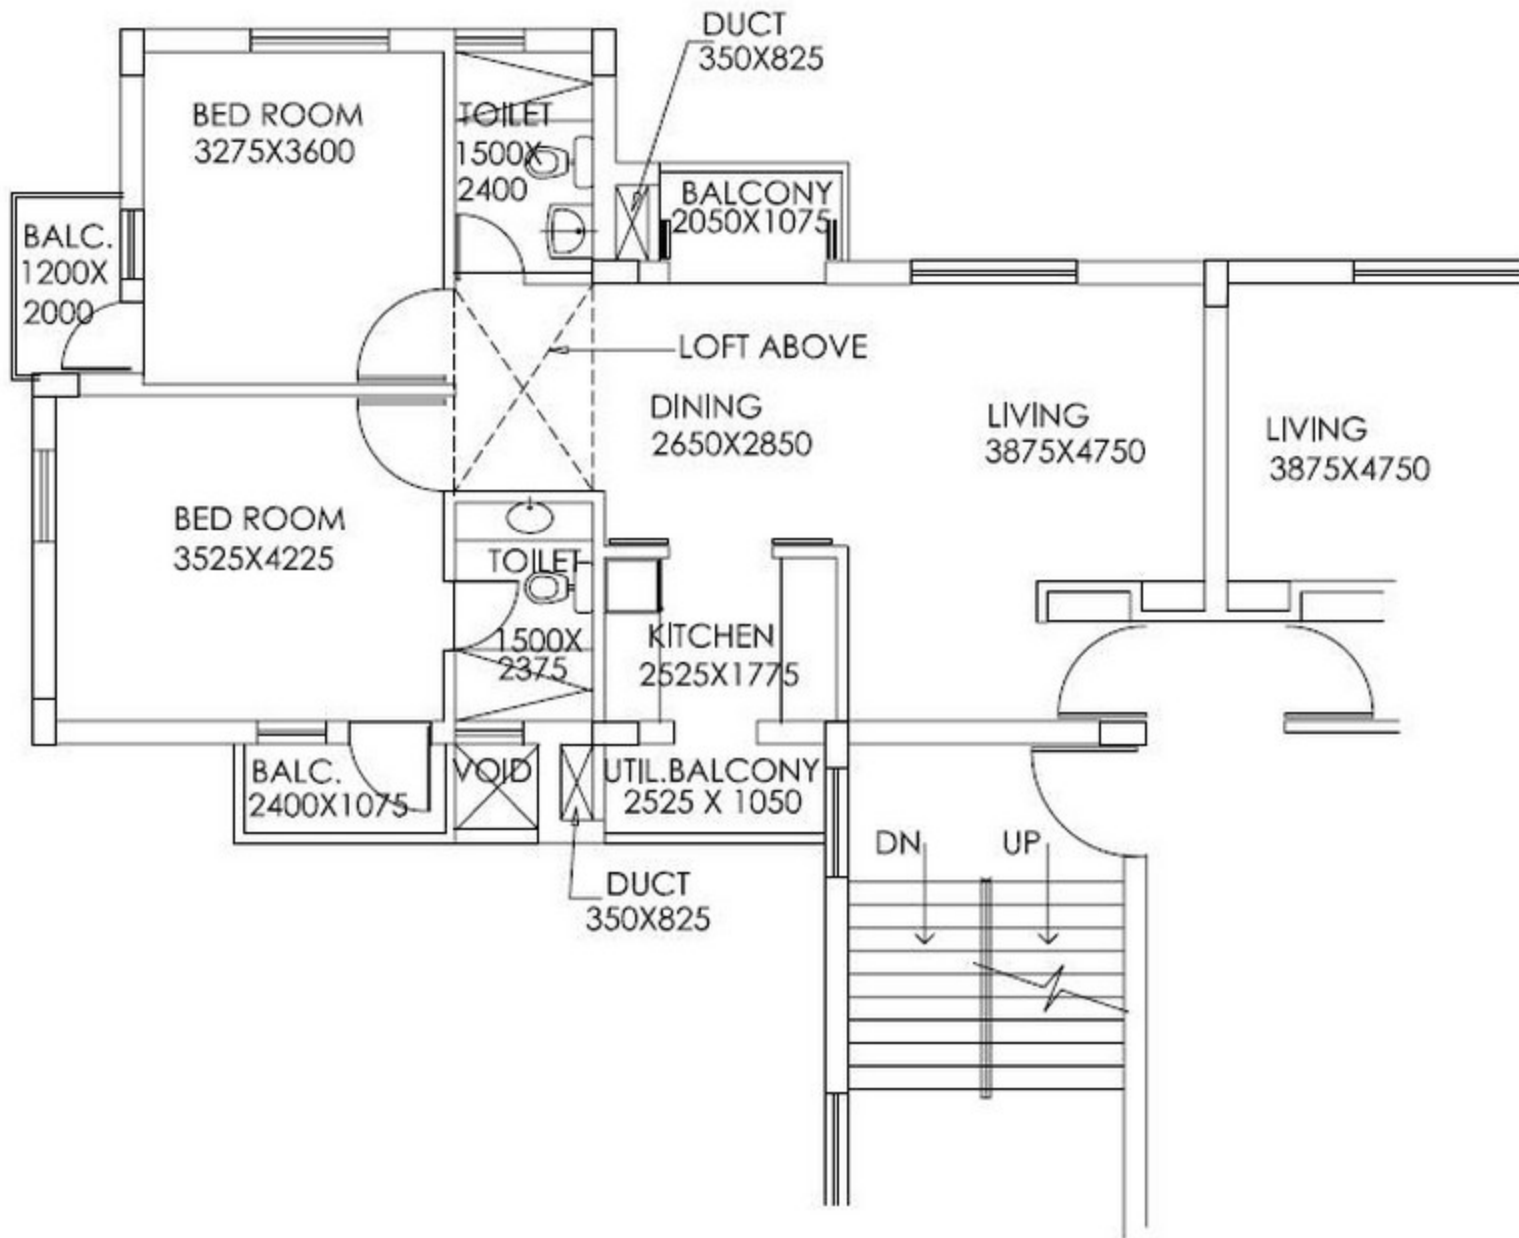 DUCT
350X825
BED ROOM
3275X3600
TOILET
1500X
2400
BALCONY
2050X1075
BALC.
1200X
2000
LOFT ABOVE
DINING
2650X2850
LIVING
3875X4750
LIVING
3875X4750
BED ROOM
3525X4225
TOILET
1500X
2375
KITCHEN
2525X1775
BALC.
2400X1075
VOID
UTIL.BALCONY
2525 X 1050
DN
UP
DUCT
350X825